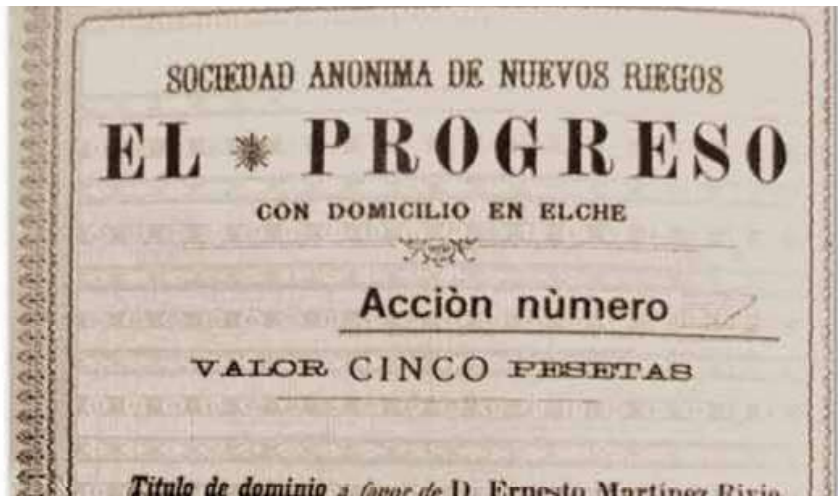 SOCIEDAD ANONIMA DE NUEVOS RIEGOS
EL * PROGRESO
CON DOMICILIO EN ELCHE
Acciòn nùmero
VALOR CINCO PESETAS
Titulo de dominio a favor de D. Ernesto Martínez